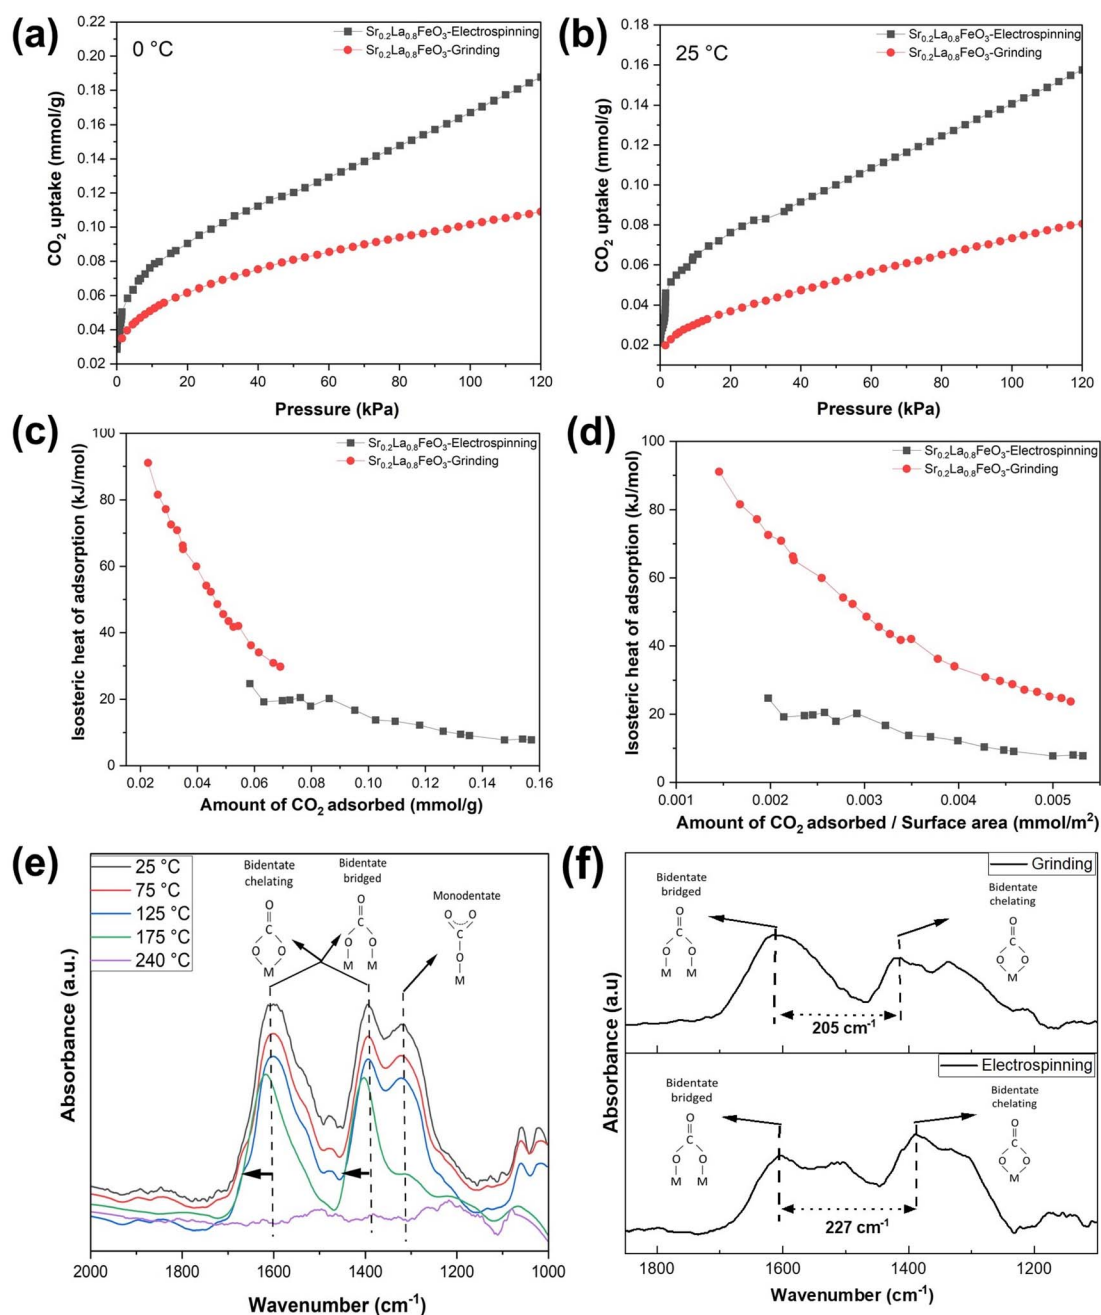 (a)
0 °C
Sr0.2La0.8FeO3-Electrospinning
Sr0.2La0.8FeO3-Grinding
CO2 uptake (mmol/g)
0.22
0.20
0.18
0.16
0.14
0.12
0.10
0.08
0.06
0.04
0.02
0 20 40 60 80 100 120
Pressure (kPa)
(b)
25 °C
Sr0.2La0.8FeO3-Electrospinning
Sr0.2La0.8FeO3-Grinding
CO2 uptake (mmol/g)
0.18
0.16
0.14
0.12
0.10
0.08
0.06
0.04
0.02
0 20 40 60 80 100 120
Pressure (kPa)
(c)
Sr0.2La0.8FeO3-Electrospinning
Sr0.2La0.8FeO3-Grinding
Isosteric heat of adsorption (kJ/mol)
100
80
60
40
20
0
0.02 0.04 0.06 0.08 0.10 0.12 0.14 0.16
Amount of CO2 adsorbed (mmol/g)
(d)
Sr0.2La0.8FeO3-Electrospinning
Sr0.2La0.8FeO3-Grinding
Isosteric heat of adsorption (kJ/mol)
100
80
60
40
20
0
0.001 0.002 0.003 0.004 0.005
Amount of CO2 adsorbed / Surface area (mmol/m2)
(e)
25 °C
75 °C
125 °C
175 °C
240 °C
Bidentate
chelating
O
C
O O
M
Bidentate
bridged
O
C
O O
M M
Monodentate
O O
C
O
M
Absorbance (a.u.)
2000 1800 1600 1400 1200 1000
Wavenumber (cm-1)
(f)
Grinding
Bidentate
bridged
O
C
O O
M M
Bidentate
chelating
O
C
O O
M
205 cm-1
Electrospinning
Bidentate
bridged
O
C
O O
M M
Bidentate
chelating
O
C
O O
M
227 cm-1
Absorbance (a.u)
1800 1600 1400 1200
Wavenumber (cm-1)